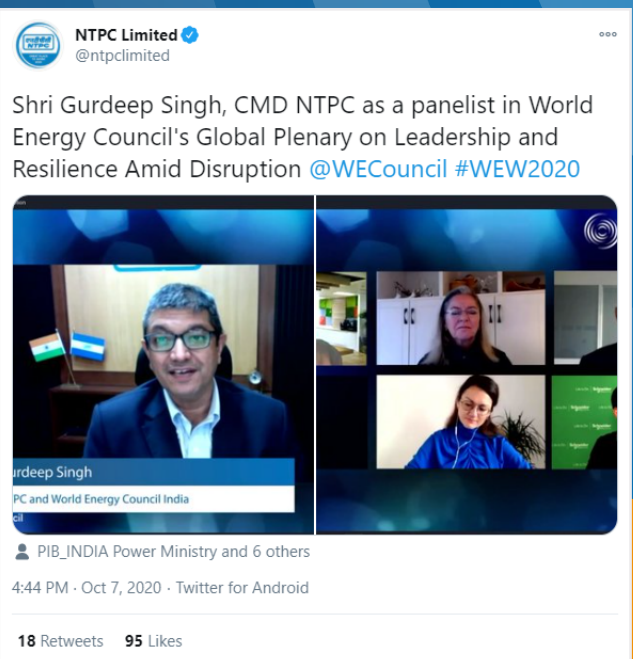 NTPC Limited
@ntpclimited
Shri Gurdeep Singh, CMD NTPC as a panelist in World
Energy Council's Global Plenary on Leadership and
Resilience Amid Disruption @WECouncil #WEW2020
urdeep Singh
PC and World Energy Council India
cil
PIB_INDIA Power Ministry and 6 others
4:44 PM · Oct 7, 2020 · Twitter for Android
18 Retweets 95 Likes